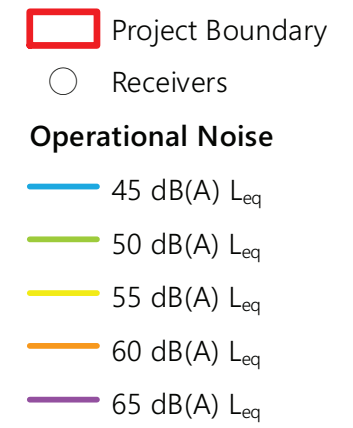 Project Boundary
Receivers
Operational Noise
45 dB(A) Leq
50 dB(A) Leq
55 dB(A) Leq
60 dB(A) Leq
65 dB(A) Leq